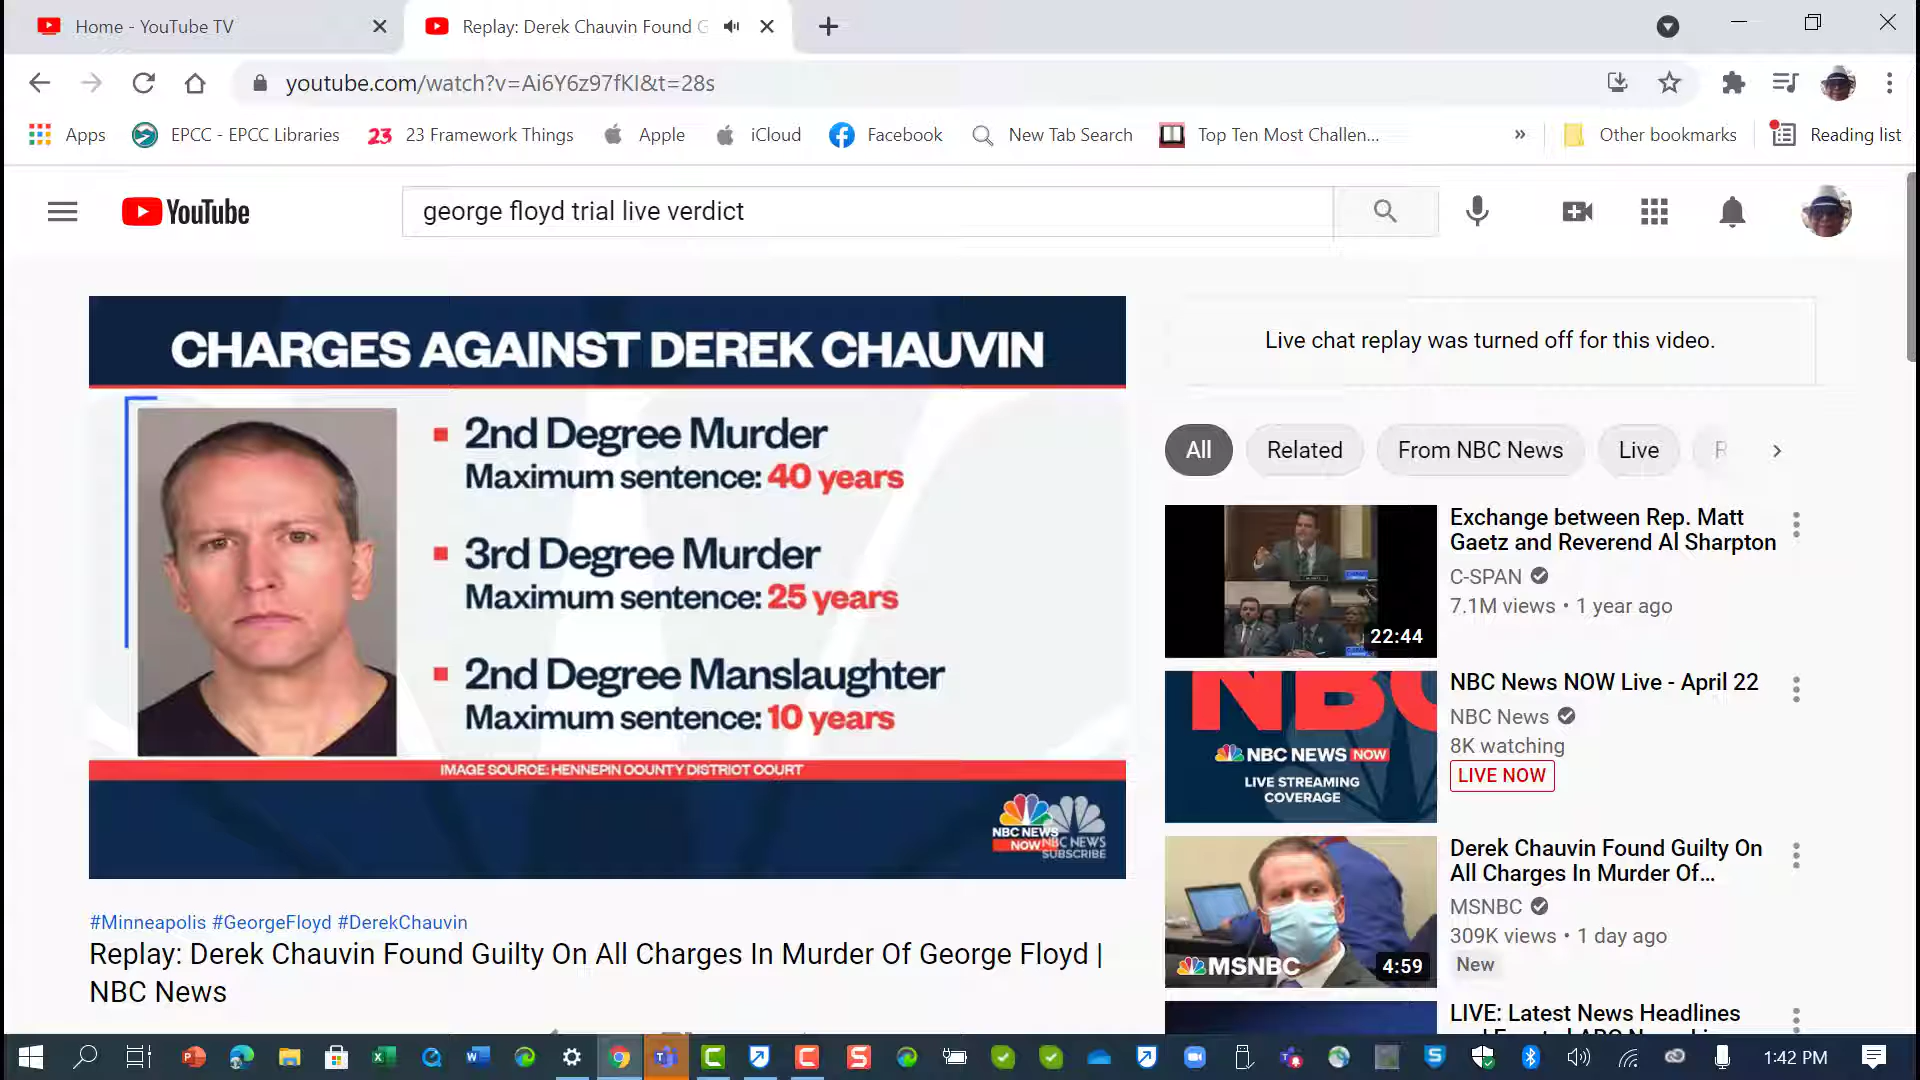 Home - YouTube TV
Replay: Derek Chauvin Found G
youtube.com/watch?v=Ai6Y6z97fKI&t=28s
Apps
EPCC - EPCC Libraries
23
23 Framework Things
Apple
iCloud
Facebook
New Tab Search
Top Ten Most Challen...
»
Other bookmarks
Reading list
YouTube
george floyd trial live verdict
CHARGES AGAINST DEREK CHAUVIN
2nd Degree Murder
Maximum sentence: 40 years
3rd Degree Murder
Maximum sentence: 25 years
2nd Degree Manslaughter
Maximum sentence: 10 years
IMAGE SOURCE: HENNEPIN COUNTY DISTRICT COURT
NBC NEWS
NOW
NBC NEWS
SUBSCRIBE
#Minneapolis #GeorgeFloyd #DerekChauvin
Replay: Derek Chauvin Found Guilty On All Charges In Murder Of George Floyd |
NBC News
Live chat replay was turned off for this video.
All
Related
From NBC News
Live
R
22:44
Exchange between Rep. Matt
Gaetz and Reverend Al Sharpton
C-SPAN
7.1M views • 1 year ago
NBC
NBC NEWS NOW
LIVE STREAMING
COVERAGE
NBC News NOW Live - April 22
NBC News
8K watching
LIVE NOW
MSNBC
4:59
Derek Chauvin Found Guilty On
All Charges In Murder Of...
MSNBC
309K views • 1 day ago
New
LIVE: Latest News Headlines
1:42 PM